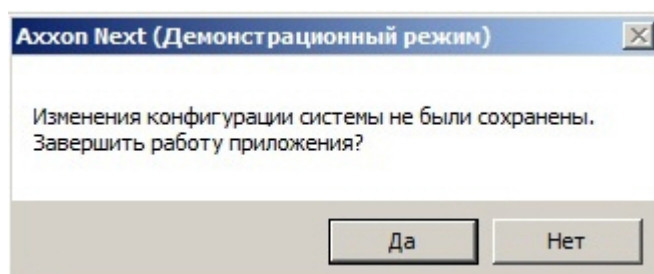 Axxon Next (Демонстрационный режим)
Изменения конфигурации системы не были сохранены.
Завершить работу приложения?
Да
Нет